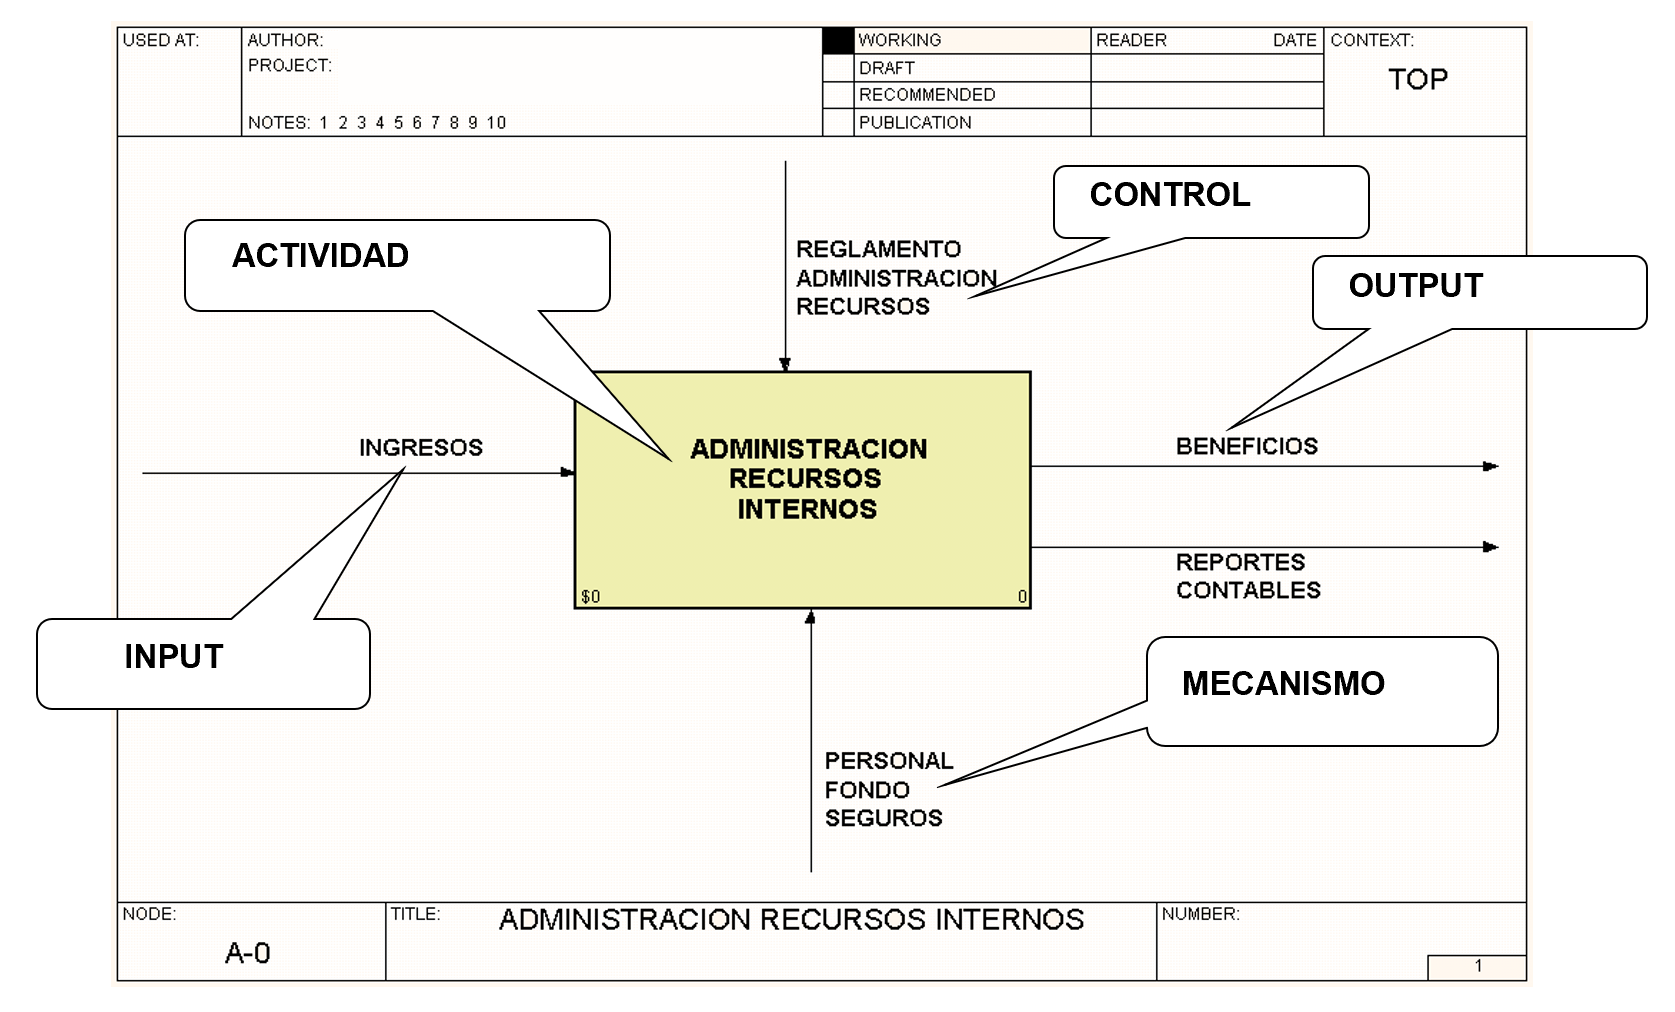 USED AT:
AUTHOR:
PROJECT:
NOTES: 1 2 3 4 5 6 7 8 9 10
WORKING
DRAFT
RECOMMENDED
PUBLICATION
READER DATE
CONTEXT:
TOP
CONTROL
ACTIVIDAD
REGLAMENTO
ADMINISTRACION
RECURSOS
OUTPUT
INGRESOS
ADMINISTRACION
RECURSOS
INTERNOS
$0 0
BENEFICIOS
REPORTES
CONTABLES
INPUT
MECANISMO
PERSONAL
FONDO
SEGUROS
NODE:
A-0
TITLE: ADMINISTRACION RECURSOS INTERNOS
NUMBER:
1